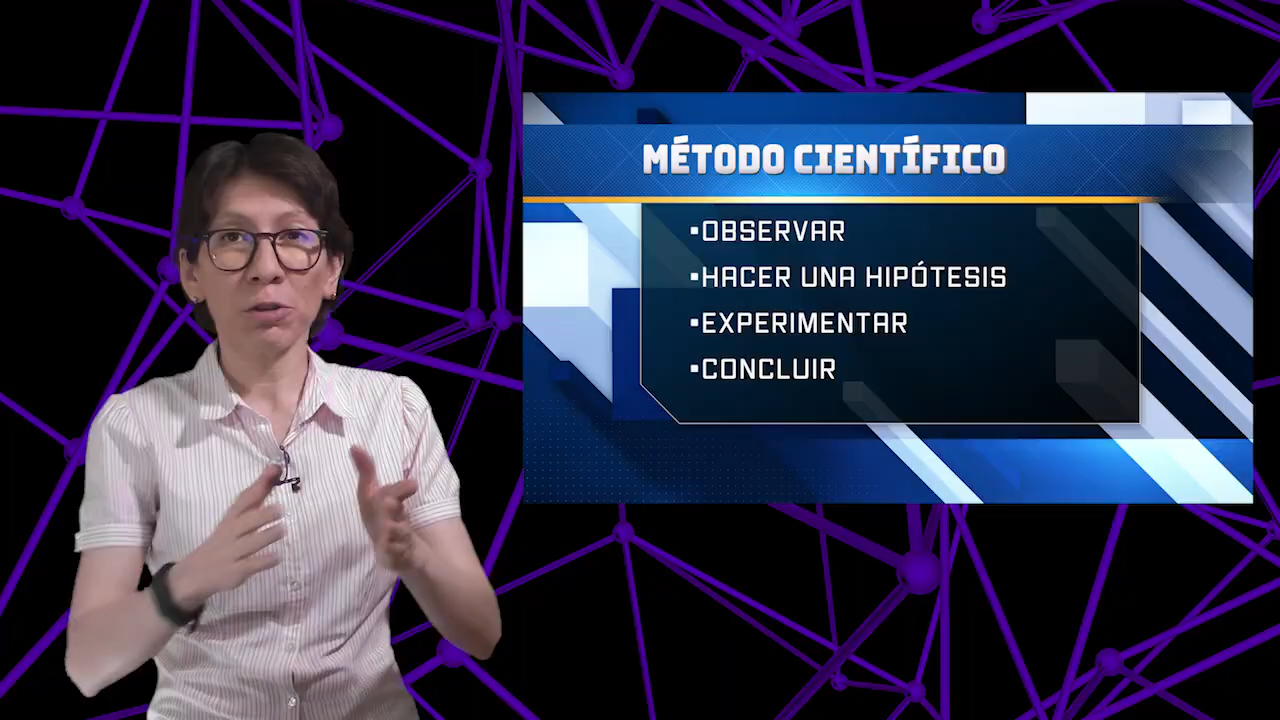 MÉTODO CIENTÍFICO
▪OBSERVAR
▪HACER UNA HIPÓTESIS
▪EXPERIMENTAR
▪CONCLUIR